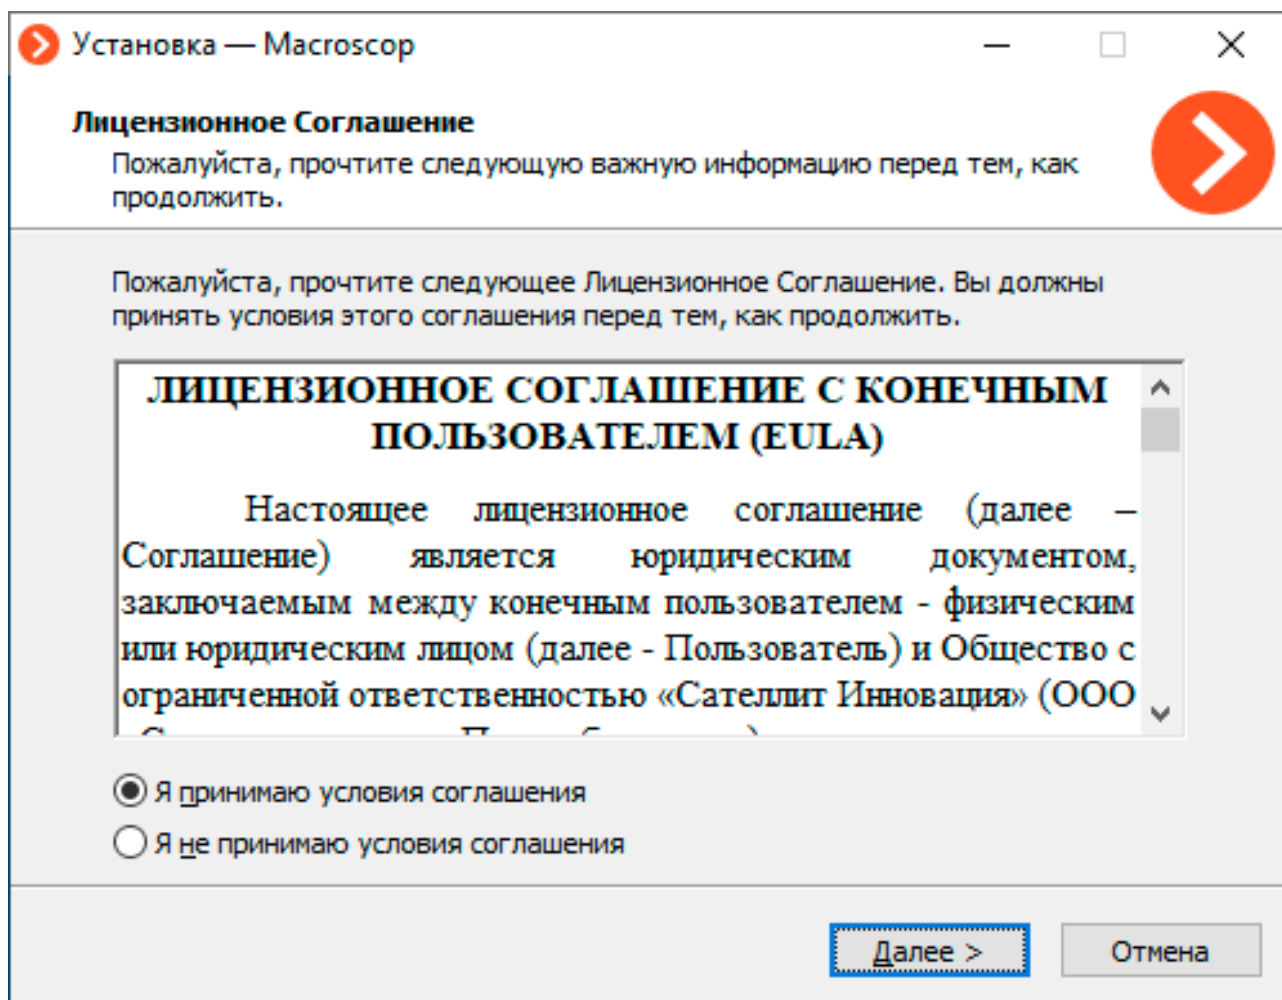 Установка — Macroscop
Лицензионное Соглашение
Пожалуйста, прочтите следующую важную информацию перед тем, как
продолжить.
Пожалуйста, прочтите следующее Лицензионное Соглашение. Вы должны
принять условия этого соглашения перед тем, как продолжить.
ЛИЦЕНЗИОННОЕ СОГЛАШЕНИЕ С КОНЕЧНЫМ
ПОЛЬЗОВАТЕЛЕМ (EULA)
Настоящее лицензионное соглашение (далее –
Соглашение) является юридическим документом,
заключаемым между конечным пользователем - физическим
или юридическим лицом (далее - Пользователь) и Общество с
ограниченной ответственностью «Сателлит Инновация» (ООО
Я принимаю условия соглашения
Я не принимаю условия соглашения
Далее >
Отмена